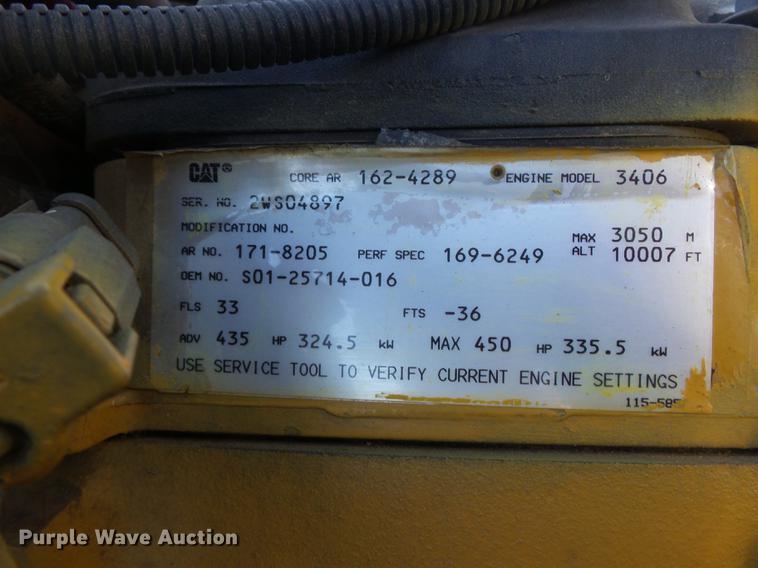 CAT® CORE AR 162-4289 ENGINE MODEL 3406
SER. NO. 2WS04897
MODIFICATION NO.
AR NO. 171-8205 PERF SPEC 169-6249 MAX ALT 3050 M 10007 FT
OEM NO. S01-25714-016
FLS 33 FTS -36
ADV 435 HP 324.5 kW MAX 450 HP 335.5 kW
USE SERVICE TOOL TO VERIFY CURRENT ENGINE SETTINGS
115-585
Purple Wave Auction